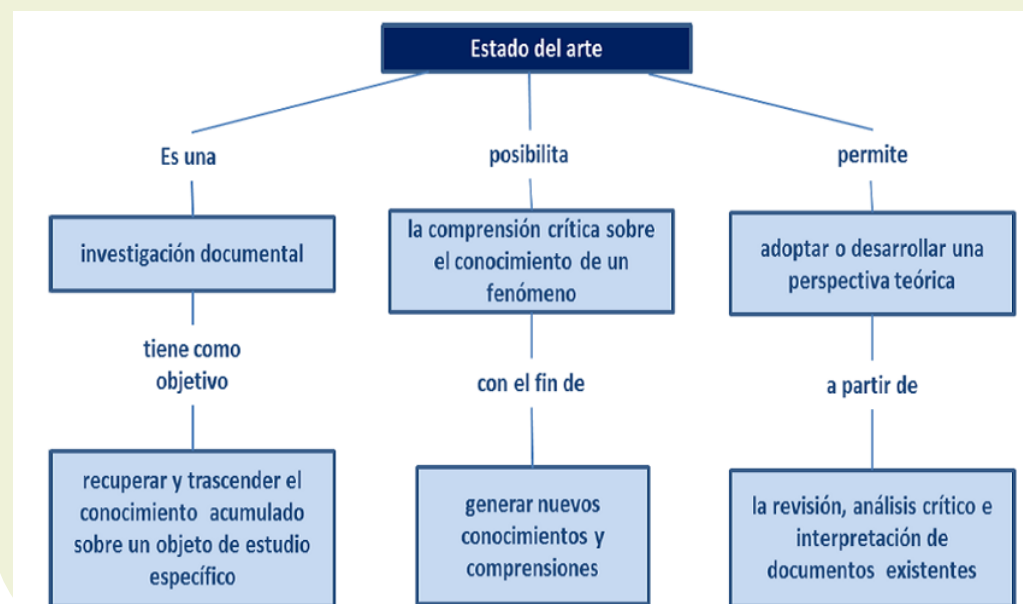 Estado del arte
Es una
investigación documental
tiene como
objetivo
recuperar y trascender el
conocimiento acumulado
sobre un objeto de estudio
específico
posibilita
la comprensión crítica sobre
el conocimiento de un
fenómeno
con el fin de
generar nuevos
conocimientos y
comprensiones
permite
adoptar o desarrollar una
perspectiva teórica
a partir de
la revisión, análisis crítico e
interpretación de
documentos existentes